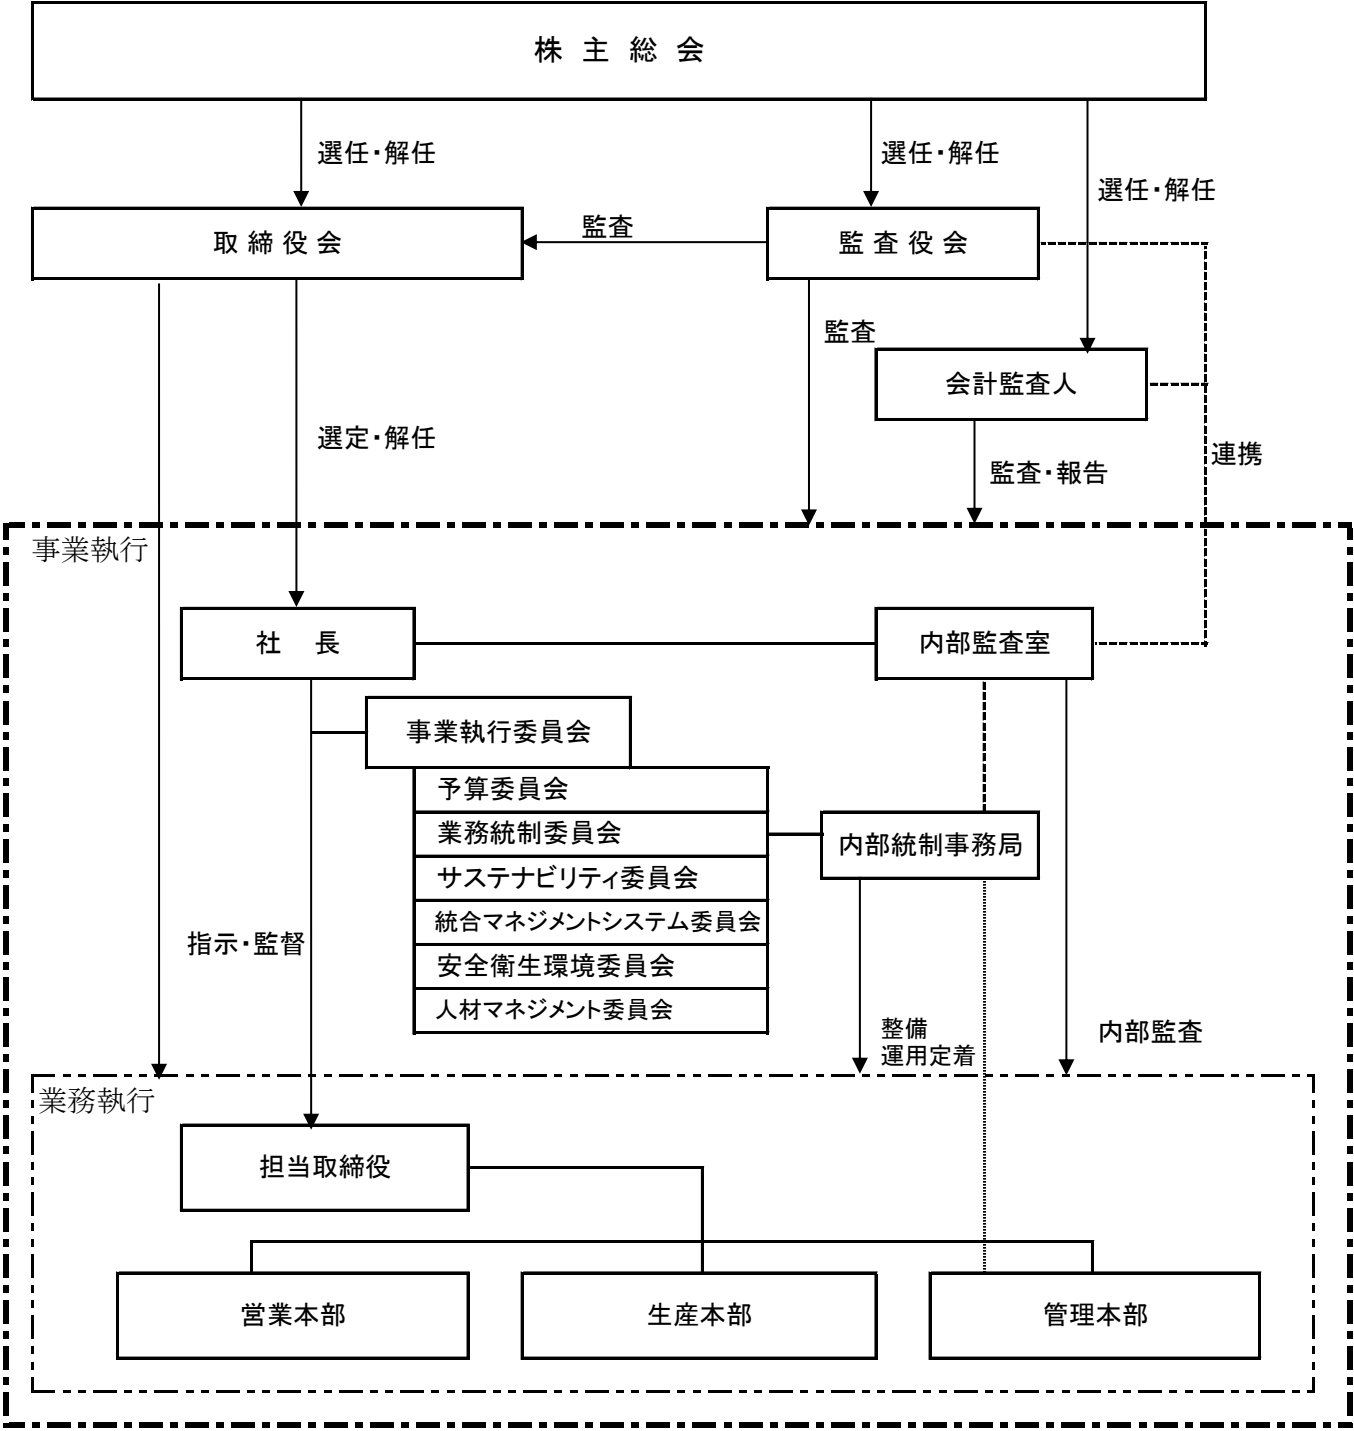 株主総会
選任・解任
選任・解任
選任・解任
取締役会
監査
監査役会
監査
会計監査人
選定・解任
監査・報告
連携
事業執行
社　長
内部監査室
事業執行委員会
予算委員会
業務統制委員会
内部統制事務局
サステナビリティ委員会
統合マネジメントシステム委員会
指示・監督
安全衛生環境委員会
人材マネジメント委員会
整備
運用定着
内部監査
業務執行
担当取締役
営業本部
生産本部
管理本部